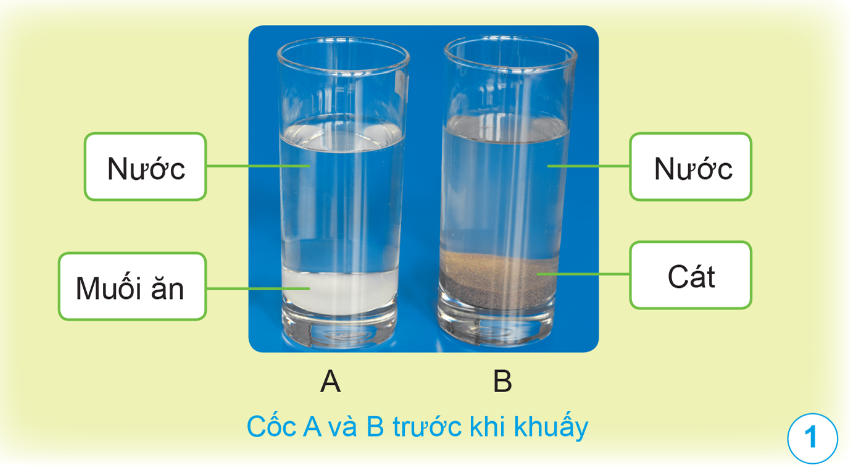 Nước
Nước
Muối ăn
Cát
A
B
Cốc A và B trước khi khuấy
1